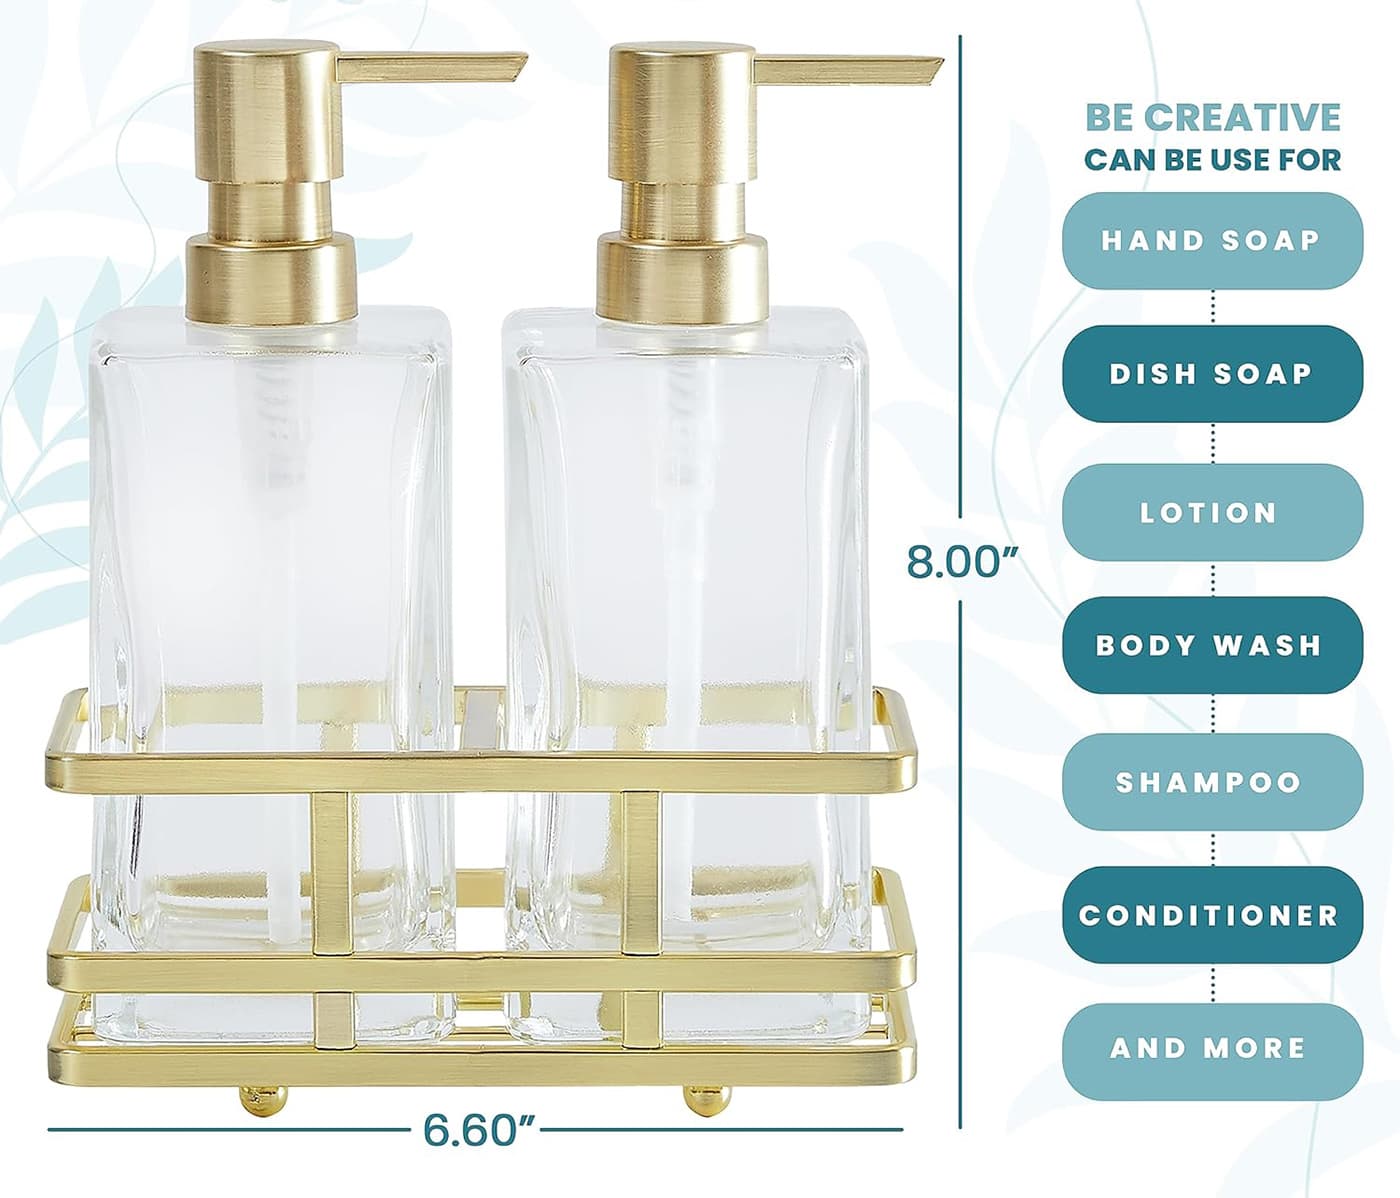 BE CREATIVE
CAN BE USE FOR
HAND SOAP
DISH SOAP
LOTION
8.00”
BODY WASH
SHAMPOO
CONDITIONER
AND MORE
6.60”